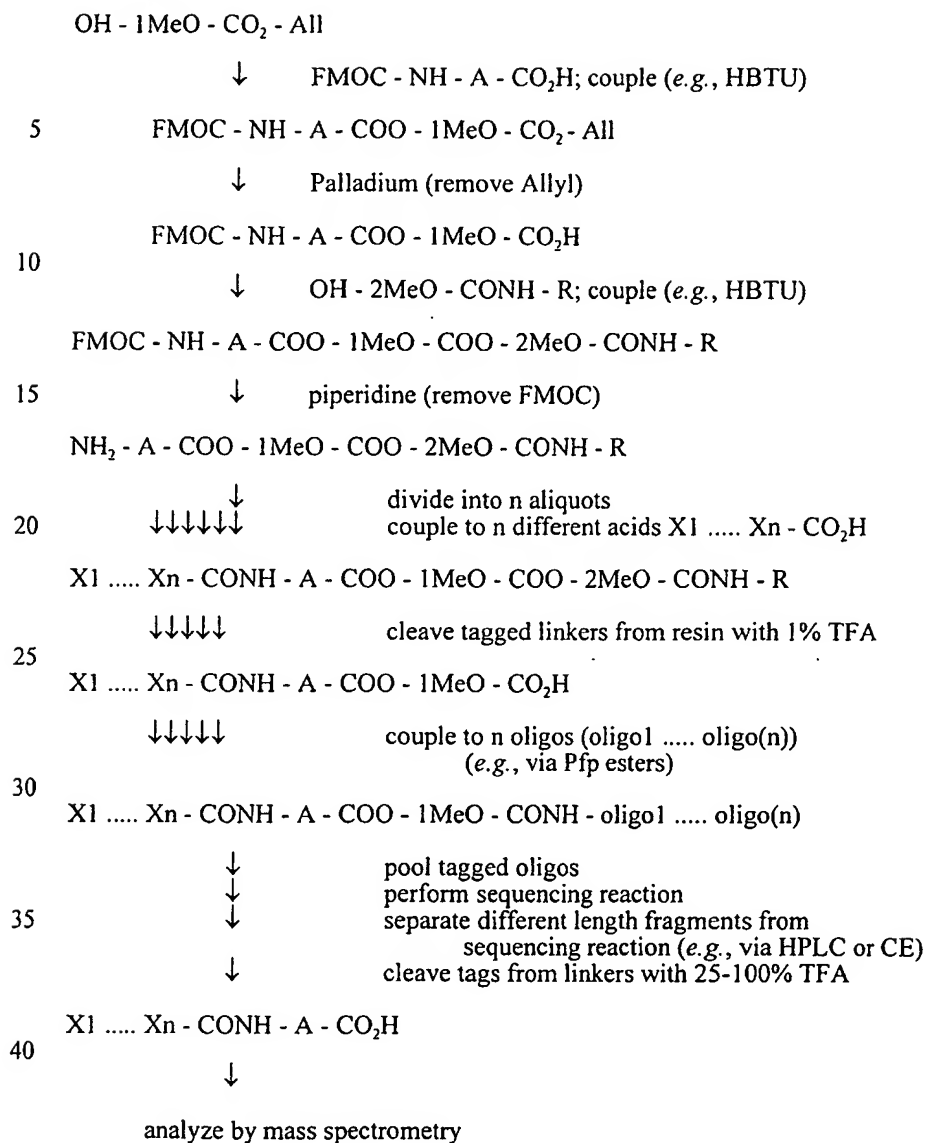 OH - 1MeO - CO₂ - All
↓ FMOC - NH - A - CO₂H; couple (e.g., HBTU)
5 FMOC - NH - A - COO - 1MeO - CO₂ - All
↓ Palladium (remove Allyl)
FMOC - NH - A - COO - 1MeO - CO₂H
10
↓ OH - 2MeO - CONH - R; couple (e.g., HBTU)
FMOC - NH - A - COO - 1MeO - COO - 2MeO - CONH - R
15 ↓ piperidine (remove FMOC)
NH₂ - A - COO - 1MeO - COO - 2MeO - CONH - R
↓ divide into n aliquots
20 ↓↓↓↓↓↓ couple to n different acids X1 ..... Xn - CO₂H
X1 ..... Xn - CONH - A - COO - 1MeO - COO - 2MeO - CONH - R
↓↓↓↓↓ cleave tagged linkers from resin with 1% TFA
25
X1 ..... Xn - CONH - A - COO - 1MeO - CO₂H
↓↓↓↓↓ couple to n oligos (oligo1 ..... oligo(n))
(e.g., via Pfp esters)
30
X1 ..... Xn - CONH - A - COO - 1MeO - CONH - oligo1 ..... oligo(n)
↓ pool tagged oligos
↓ perform sequencing reaction
35 ↓ separate different length fragments from
sequencing reaction (e.g., via HPLC or CE)
↓ cleave tags from linkers with 25-100% TFA
X1 ..... Xn - CONH - A - CO₂H
40
↓
analyze by mass spectrometry